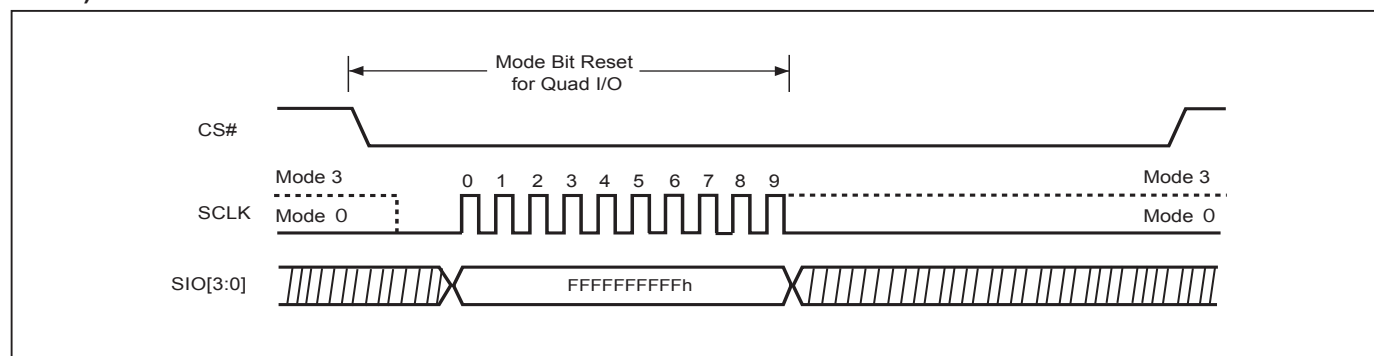 Mode Bit Reset
for Quad I/O
CS#
Mode 3
Mode 3
0 1 2 3 4 5 6 7 8 9
SCLK
Mode 0
Mode 0
SIO[3:0]
FFFFFFFFFFh